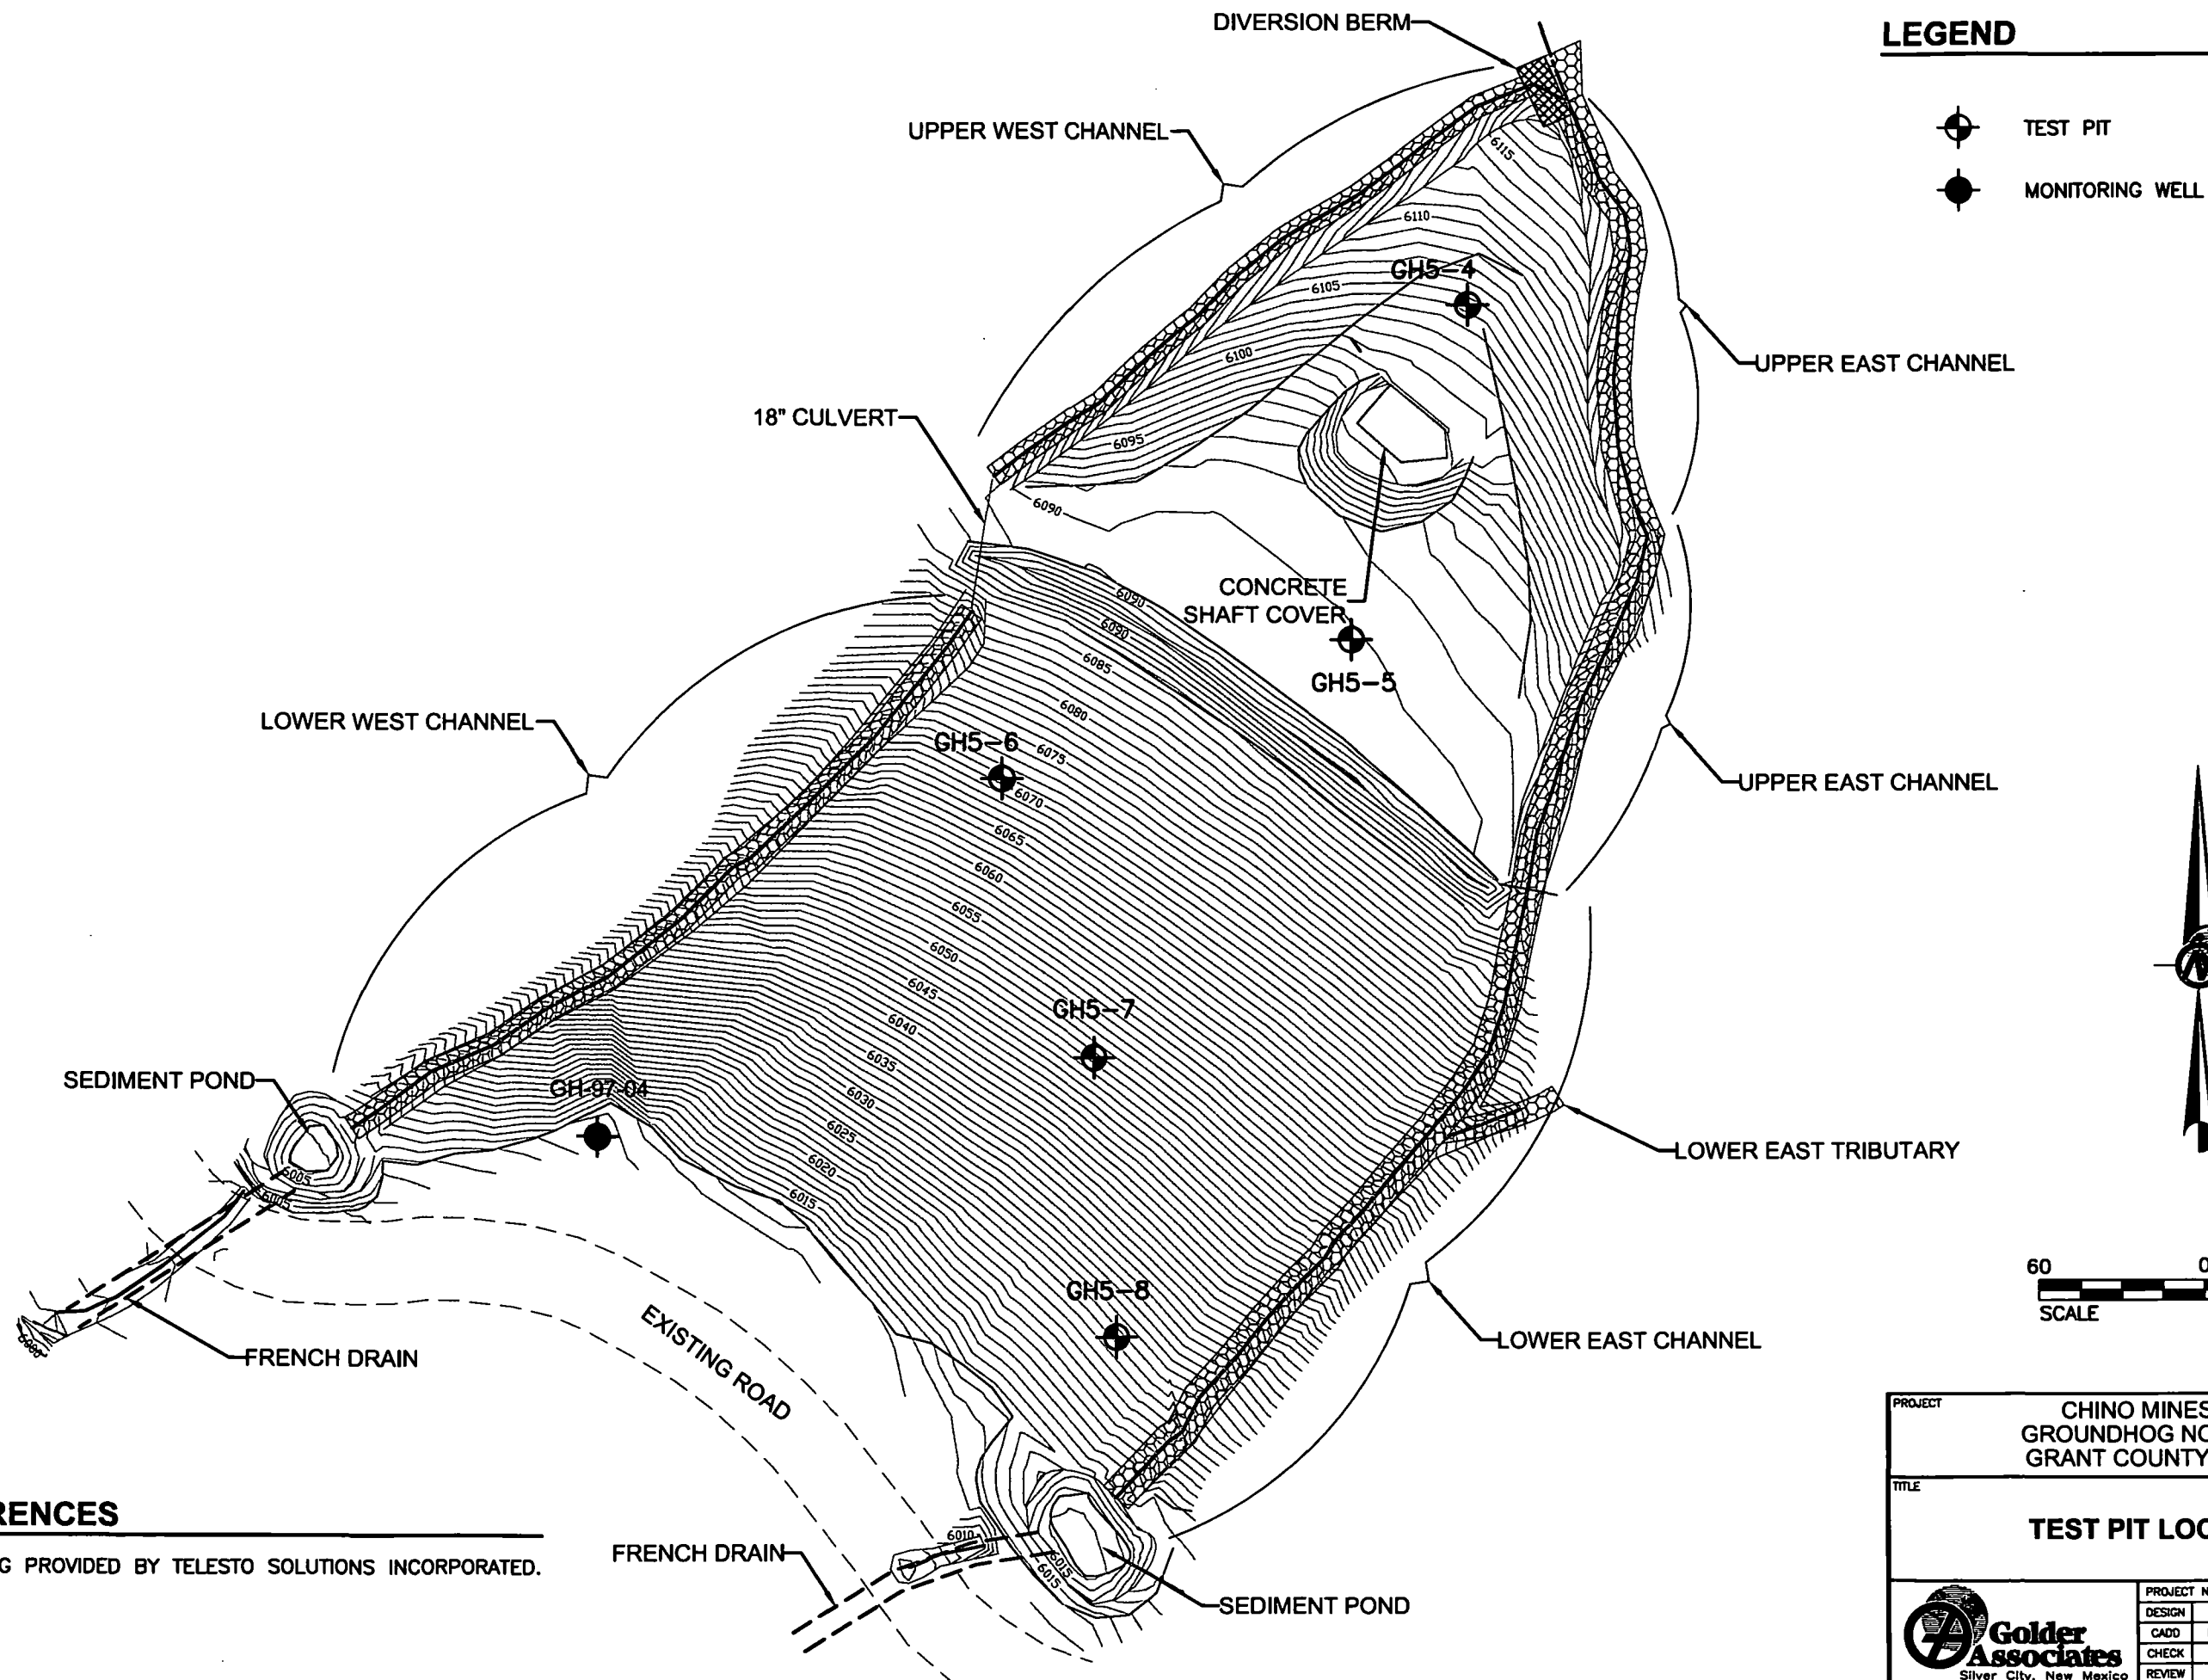 DIVERSION BERM
LEGEND
UPPER WEST CHANNEL
TEST PIT
MONITORING WELL
6115
6110
GH5-4
6105
6100
UPPER EAST CHANNEL
18" CULVERT
6095
6090
CONCRETE
SHAFT COVER
6090
6090
6085
GH5-5
6080
LOWER WEST CHANNEL
GH5-6
6075
6070
UPPER EAST CHANNEL
6065
6060
6055
6050
6045
GH5-7
6040
6035
SEDIMENT POND
GH-97-04
6030
6025
LOWER EAST TRIBUTARY
6020
6005
6005
6015
60
0
SCALE
GH5-8
EXISTING ROAD
6000
FRENCH DRAIN
LOWER EAST CHANNEL
PROJECT
CHINO MINES
GROUNDHOG NO
GRANT COUNTY
TITLE
TEST PIT LOC
RENCES
G PROVIDED BY TELESTO SOLUTIONS INCORPORATED.
6010
FRENCH DRAIN
6015
6015
SEDIMENT POND
Golder
Associates
Silver City, New Mexico
PROJECT N
DESIGN
CADD
CHECK
REVIEW